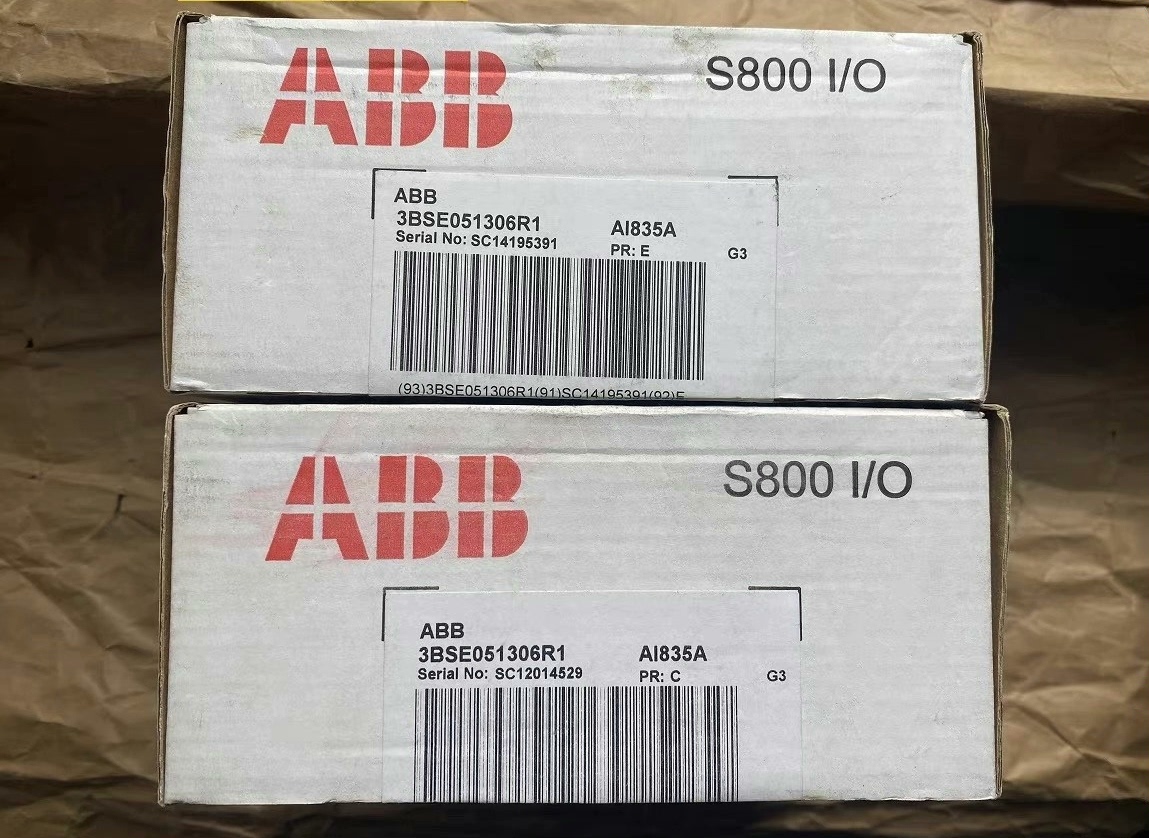 ABB S800 I/O
ABB
3BSE051306R1 AI835A
Serial No: SC14195391 PR: E G3
(93)3BSE051306R1(91)SC14195391(92)E
ABB S800 I/O
ABB
3BSE051306R1 AI835A
Serial No: SC12014529 PR: C G3